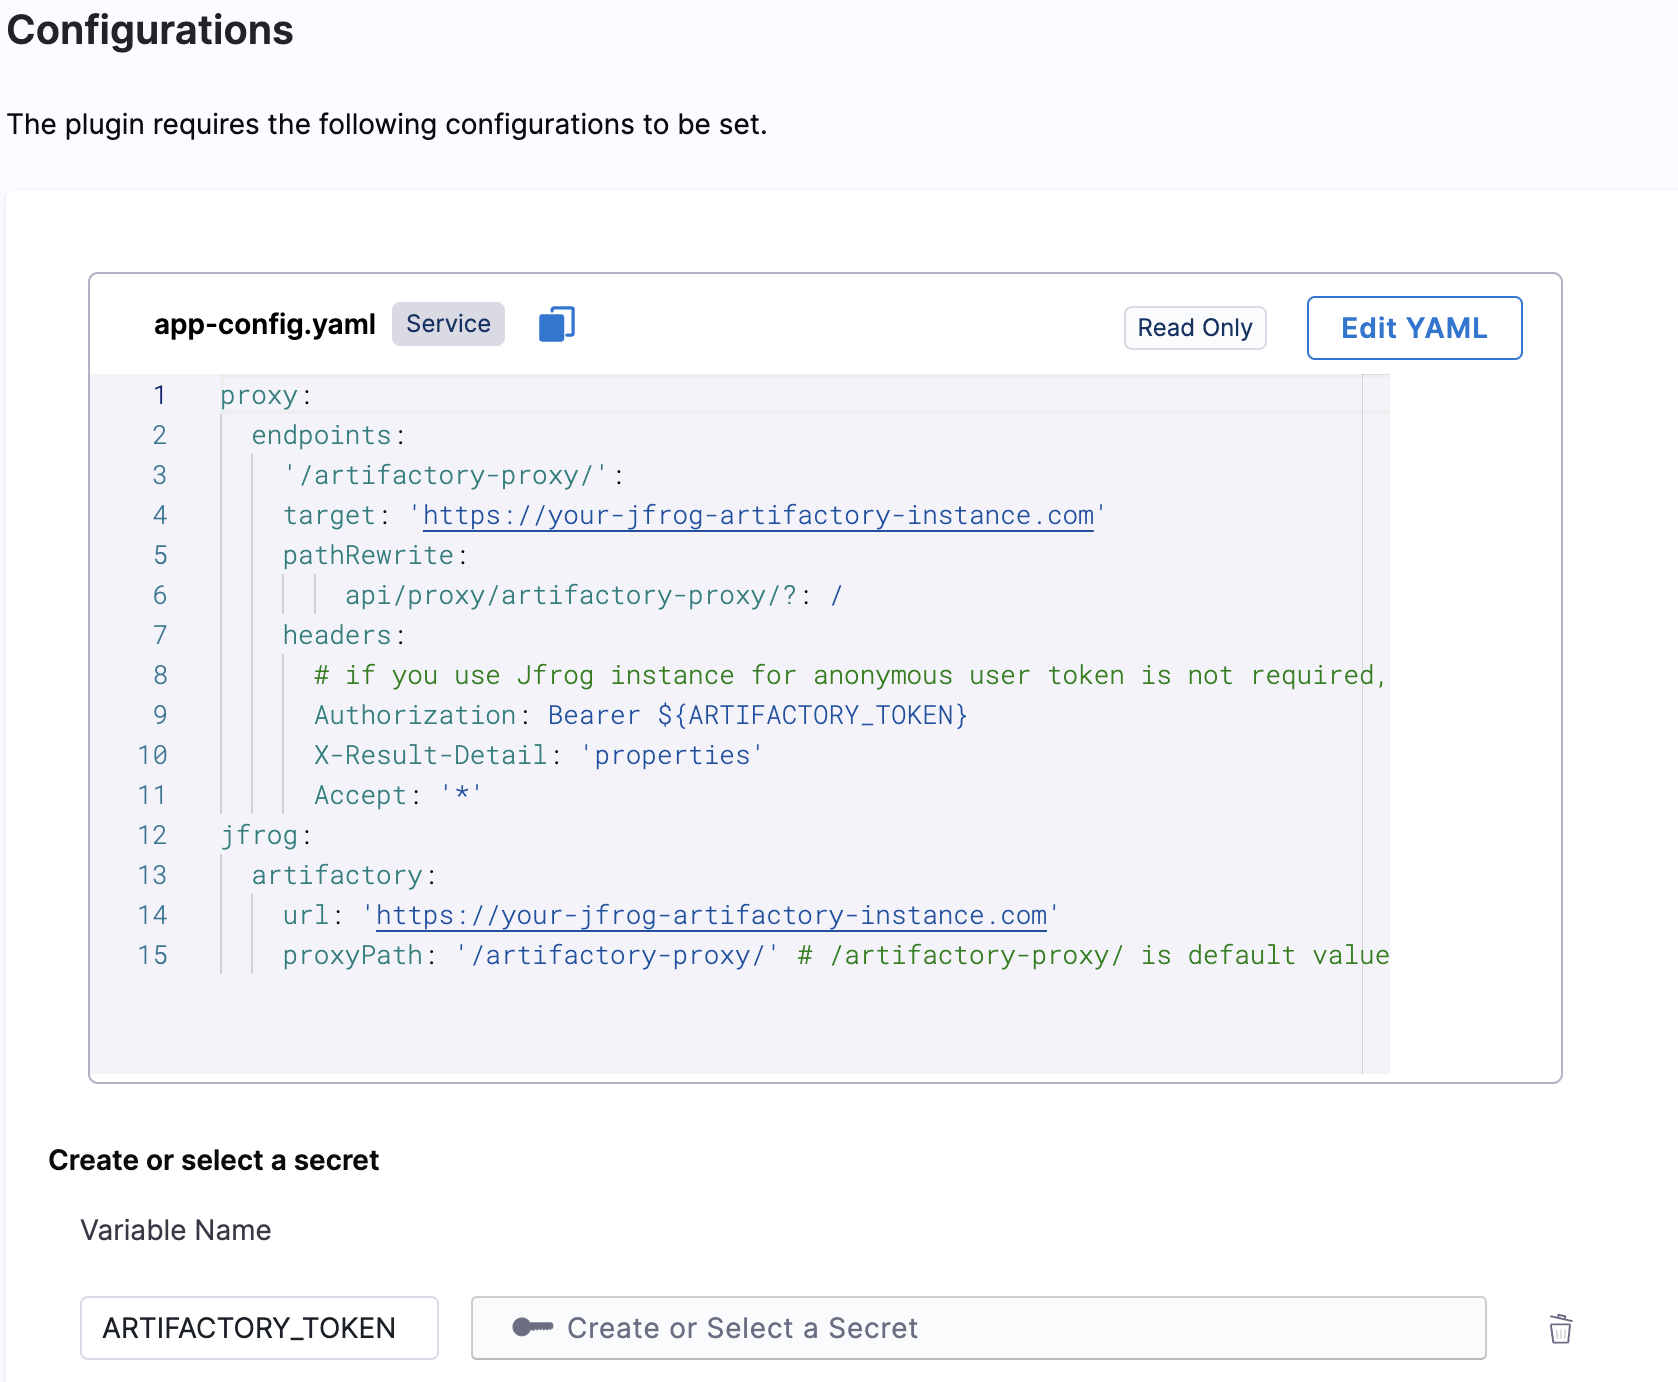 Configurations
The plugin requires the following configurations to be set.
app-config.yaml Service Read Only Edit YAML
1 proxy:
2   endpoints:
3     '/artifactory-proxy/':
4     target: 'https://your-jfrog-artifactory-instance.com'
5     pathRewrite:
6         api/proxy/artifactory-proxy/?: /
7     headers:
8       # if you use Jfrog instance for anonymous user token is not required,
9       Authorization: Bearer ${ARTIFACTORY_TOKEN}
10       X-Result-Detail: 'properties'
11       Accept: '*'
12 jfrog:
13   artifactory:
14     url: 'https://your-jfrog-artifactory-instance.com'
15     proxyPath: '/artifactory-proxy/' # /artifactory-proxy/ is default value
Create or select a secret
Variable Name
ARTIFACTORY_TOKEN Create or Select a Secret